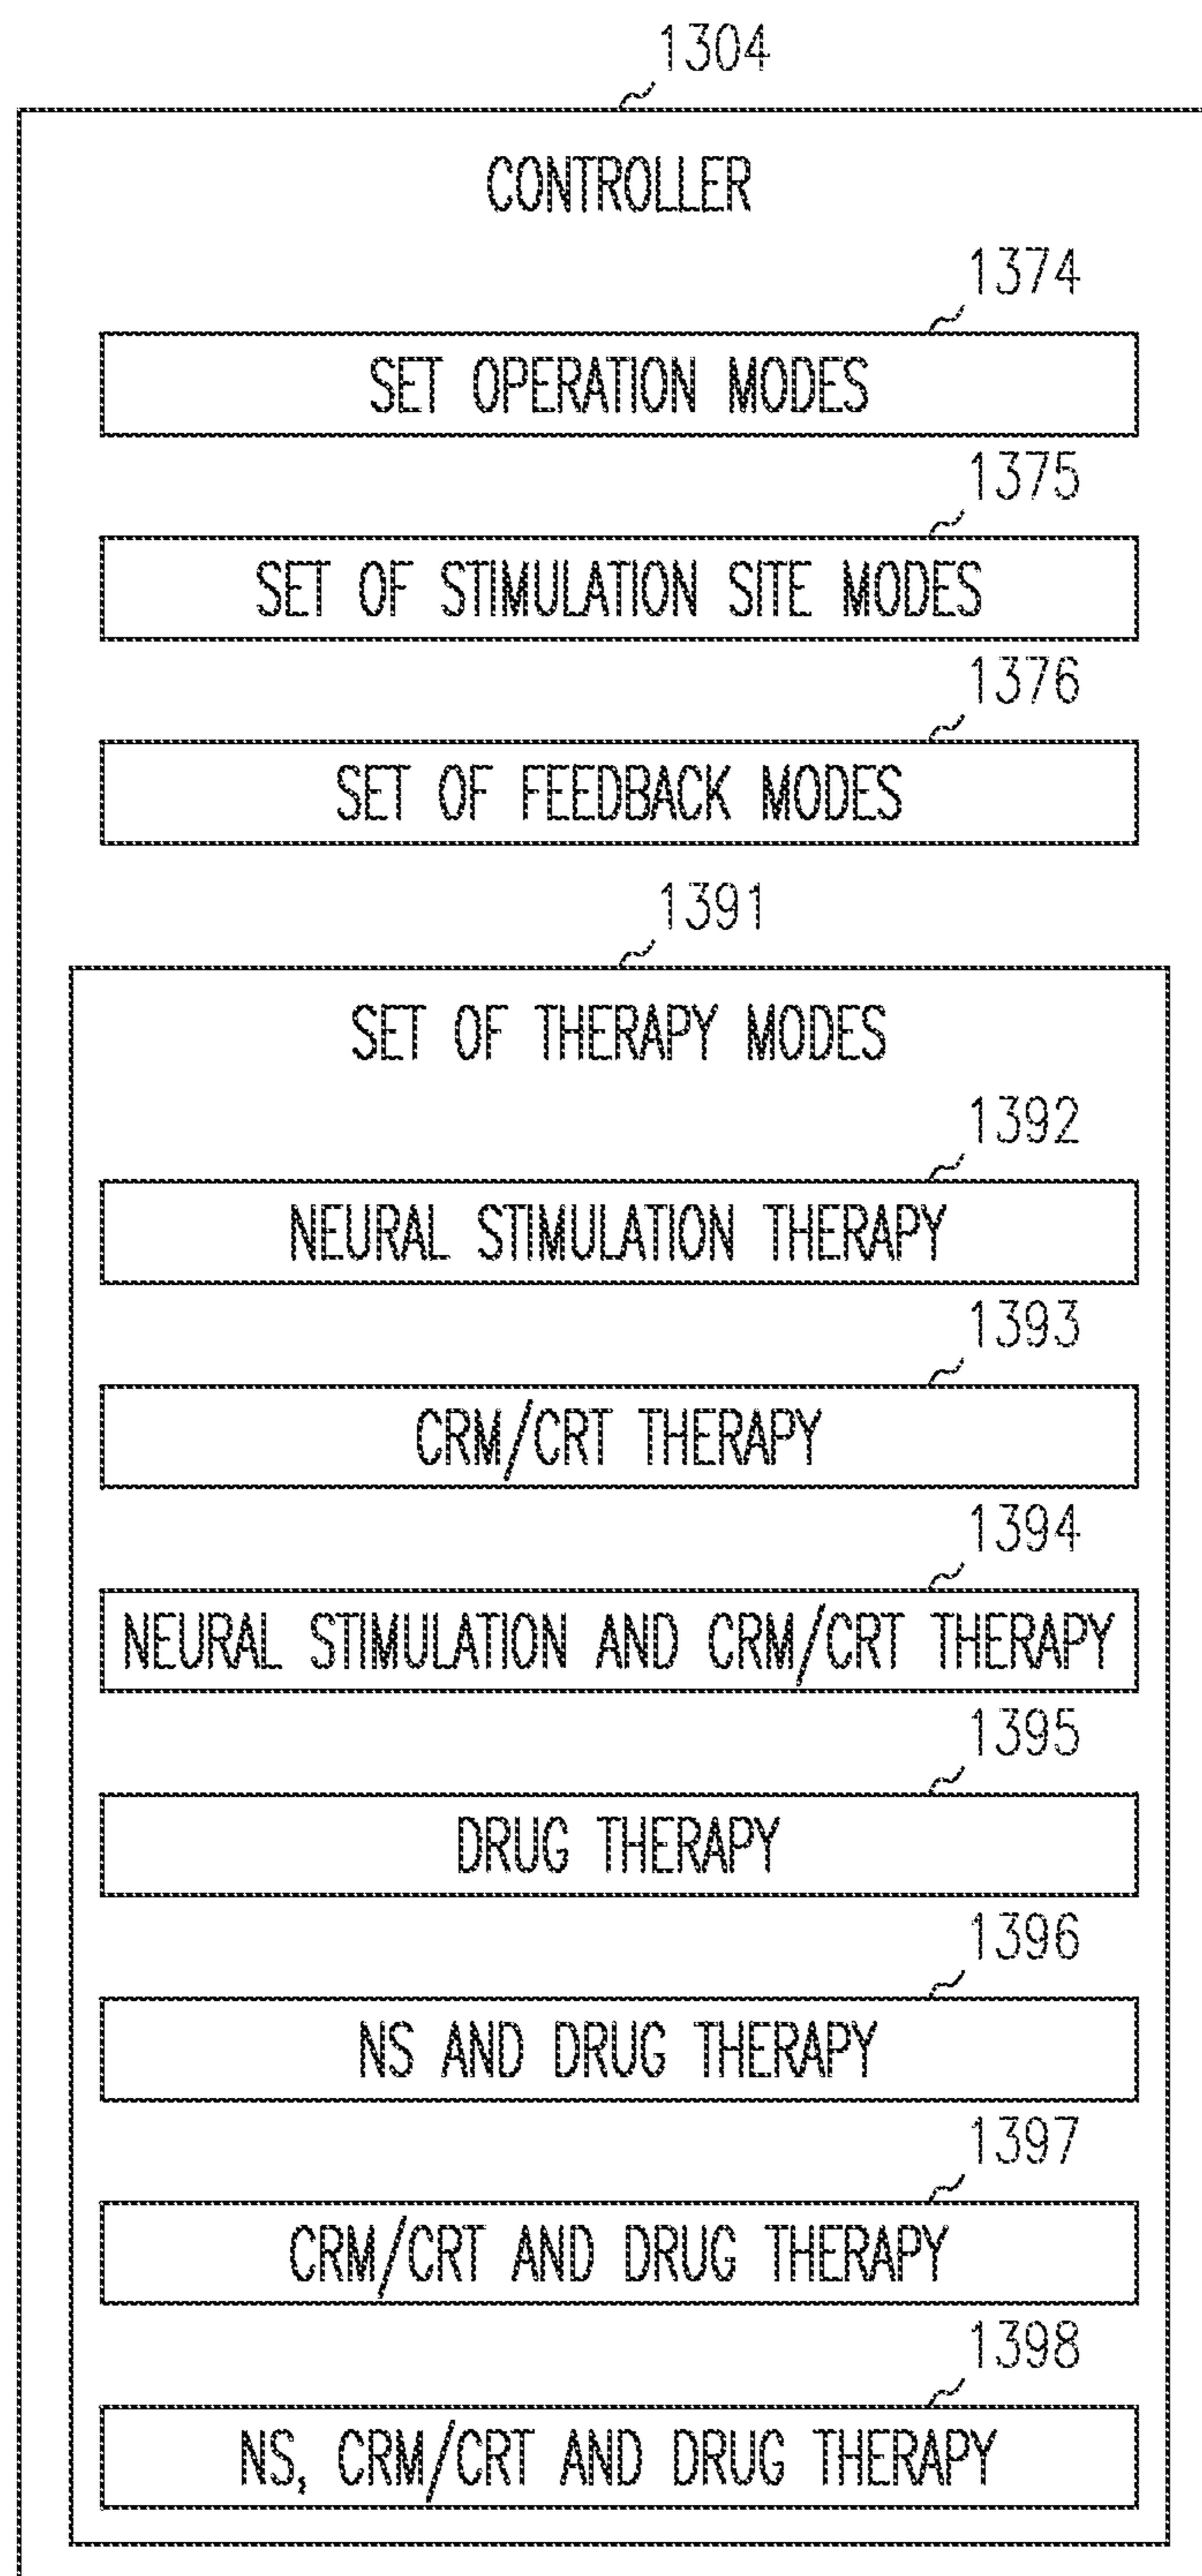 1304
CONTROLLER
1374
SET OPERATION MODES
1375
SET OF STIMULATION SITE MODES
1376
SET OF FEEDBACK MODES
1391
SET OF THERAPY MODES
1392
NEURAL STIMULATION THERAPY
1393
CRM/CRT THERAPY
1394
NEURAL STIMULATION AND CRM/CRT THERAPY
1395
DRUG THERAPY
1396
NS AND DRUG THERAPY
1397
CRM/CRT AND DRUG THERAPY
1398
NS, CRM/CRT AND DRUG THERAPY